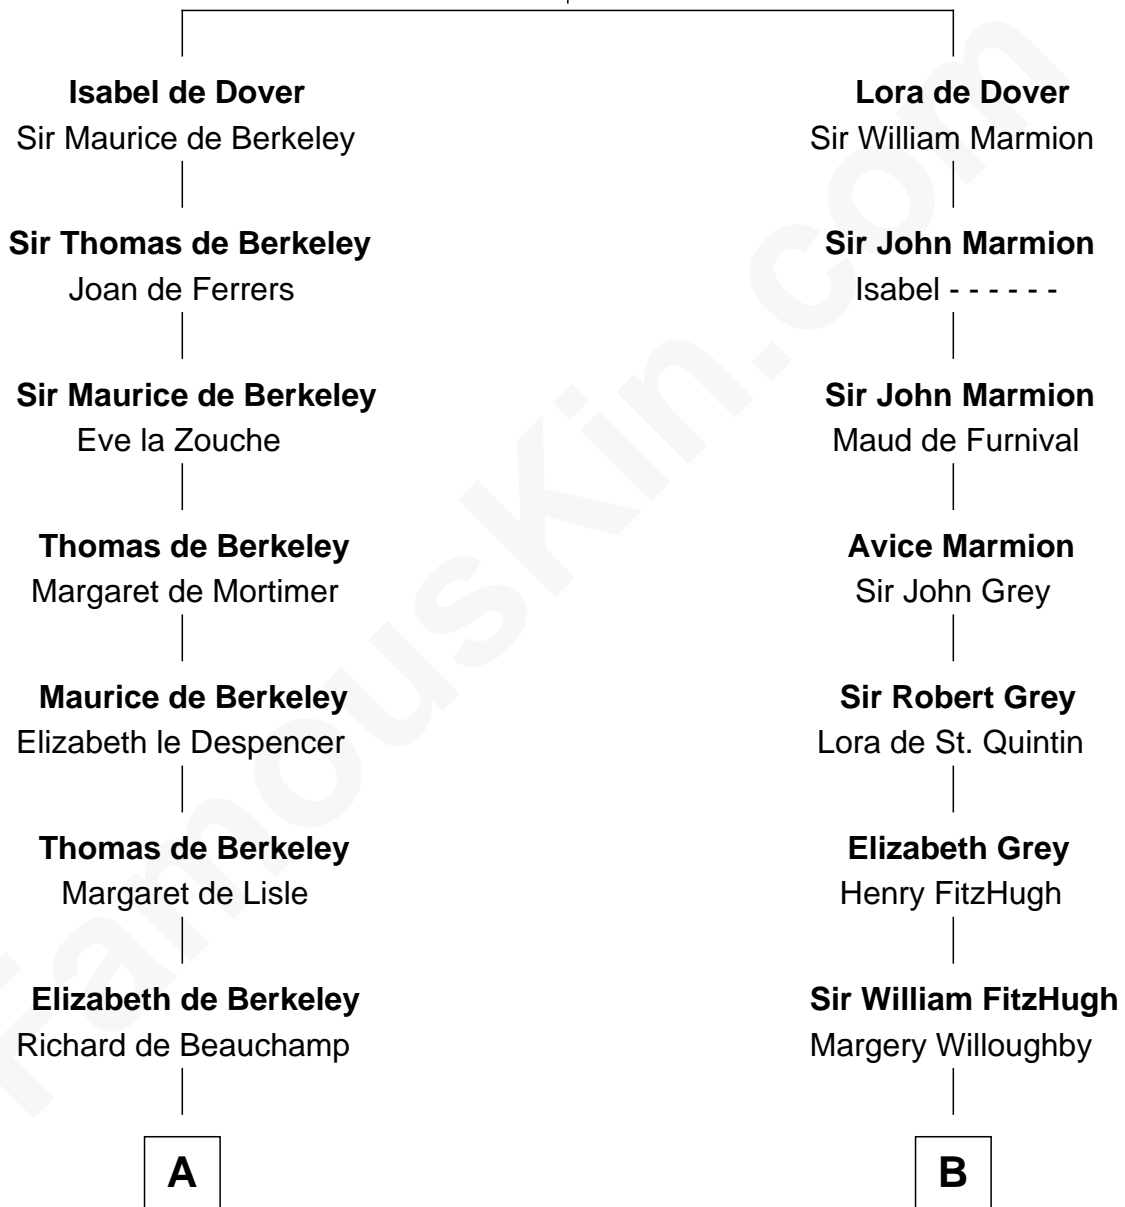 Isabel de Dover
Sir Maurice de Berkeley
Lora de Dover
Sir William Marmion
Sir Thomas de Berkeley
Joan de Ferrers
Sir John Marmion
Isabel - - - - - -
Sir Maurice de Berkeley
Eve la Zouche
Sir John Marmion
Maud de Furnival
Thomas de Berkeley
Margaret de Mortimer
Avice Marmion
Sir John Grey
Maurice de Berkeley
Elizabeth le Despencer
Sir Robert Grey
Lora de St. Quintin
Thomas de Berkeley
Margaret de Lisle
Elizabeth Grey
Henry FitzHugh
Elizabeth de Berkeley
Richard de Beauchamp
Sir William FitzHugh
Margery Willoughby
A
B
FamousKin.com